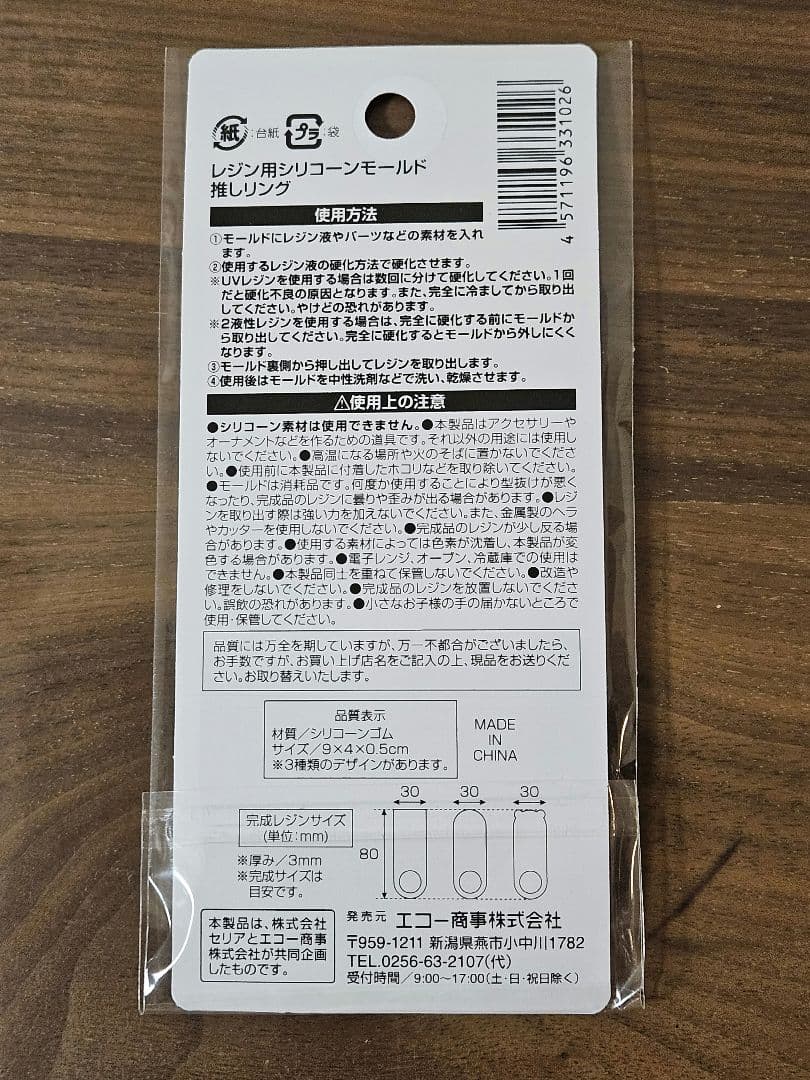 紙:台紙 プラ:袋
4 571196 331026
レジン用シリコーンモールド
推しリング
使用方法
①モールドにレジン液やパーツなどの素材を入れ
ます。
②使用するレジン液の硬化方法で硬化させます。
※UVレジンを使用する場合は数回に分けて硬化してください。1回
だと硬化不良の原因となります。また、完全に冷ましてから取り出
してください。やけどの恐れがあります。
※2液性レジンを使用する場合は、完全に硬化する前にモールドか
ら取り出してください。完全に硬化するとモールドから外しにくく
なります。
③モールド裏側から押し出してレジンを取り出します。
④使用後はモールドを中性洗剤などで洗い、乾燥させます。
⚠使用上の注意
●シリコーン素材は使用できません。●本製品はアクセサリーや
オーナメントなどを作るための道具です。それ以外の用途には使用し
ないでください。●高温になる場所や火のそばに置かないでくださ
い。●使用前に本製品に付着したホコリなどを取り除いてください。
●モールドは消耗品です。何度か使用することにより型抜けが悪く
なったり、完成品のレジンに曇りや歪みが出る場合があります。●レジ
ンを取り出す際は強い力を加えないでください。また、金属製のヘラ
やカッターを使用しないでください。●完成品のレジンが少し反る場
合があります。●使用する素材によっては色素が沈着し、本製品が変
色する場合があります。●電子レンジ、オーブン、冷蔵庫での使用は
できません。●本製品同士を重ねて保管しないでください。●改造や
修理をしないでください。●完成品のレジンを放置しないでくださ
い。誤飲の恐れがあります。●小さなお子様の手の届かないところで
使用・保管してください。
品質には万全を期していますが、万一不都合がございましたら、
お手数ですが、お買い上げ店名をご記入の上、現品をお送りくだ
さい。お取り替えいたします。
品質表示
材質/シリコーンゴム
サイズ/9×4×0.5cm
※3種類のデザインがあります。
MADE
IN
CHINA
完成レジンサイズ
(単位:mm)
※厚み/3mm
※完成サイズは
目安です。
30 30 30
80
本製品は、株式会社
セリアとエコー商事
株式会社が共同企画
したものです。
発売元 エコー商事株式会社
〒959-1211 新潟県燕市小中川1782
TEL.0256-63-2107(代)
受付時間/9:00〜17:00(土・日・祝日除く)